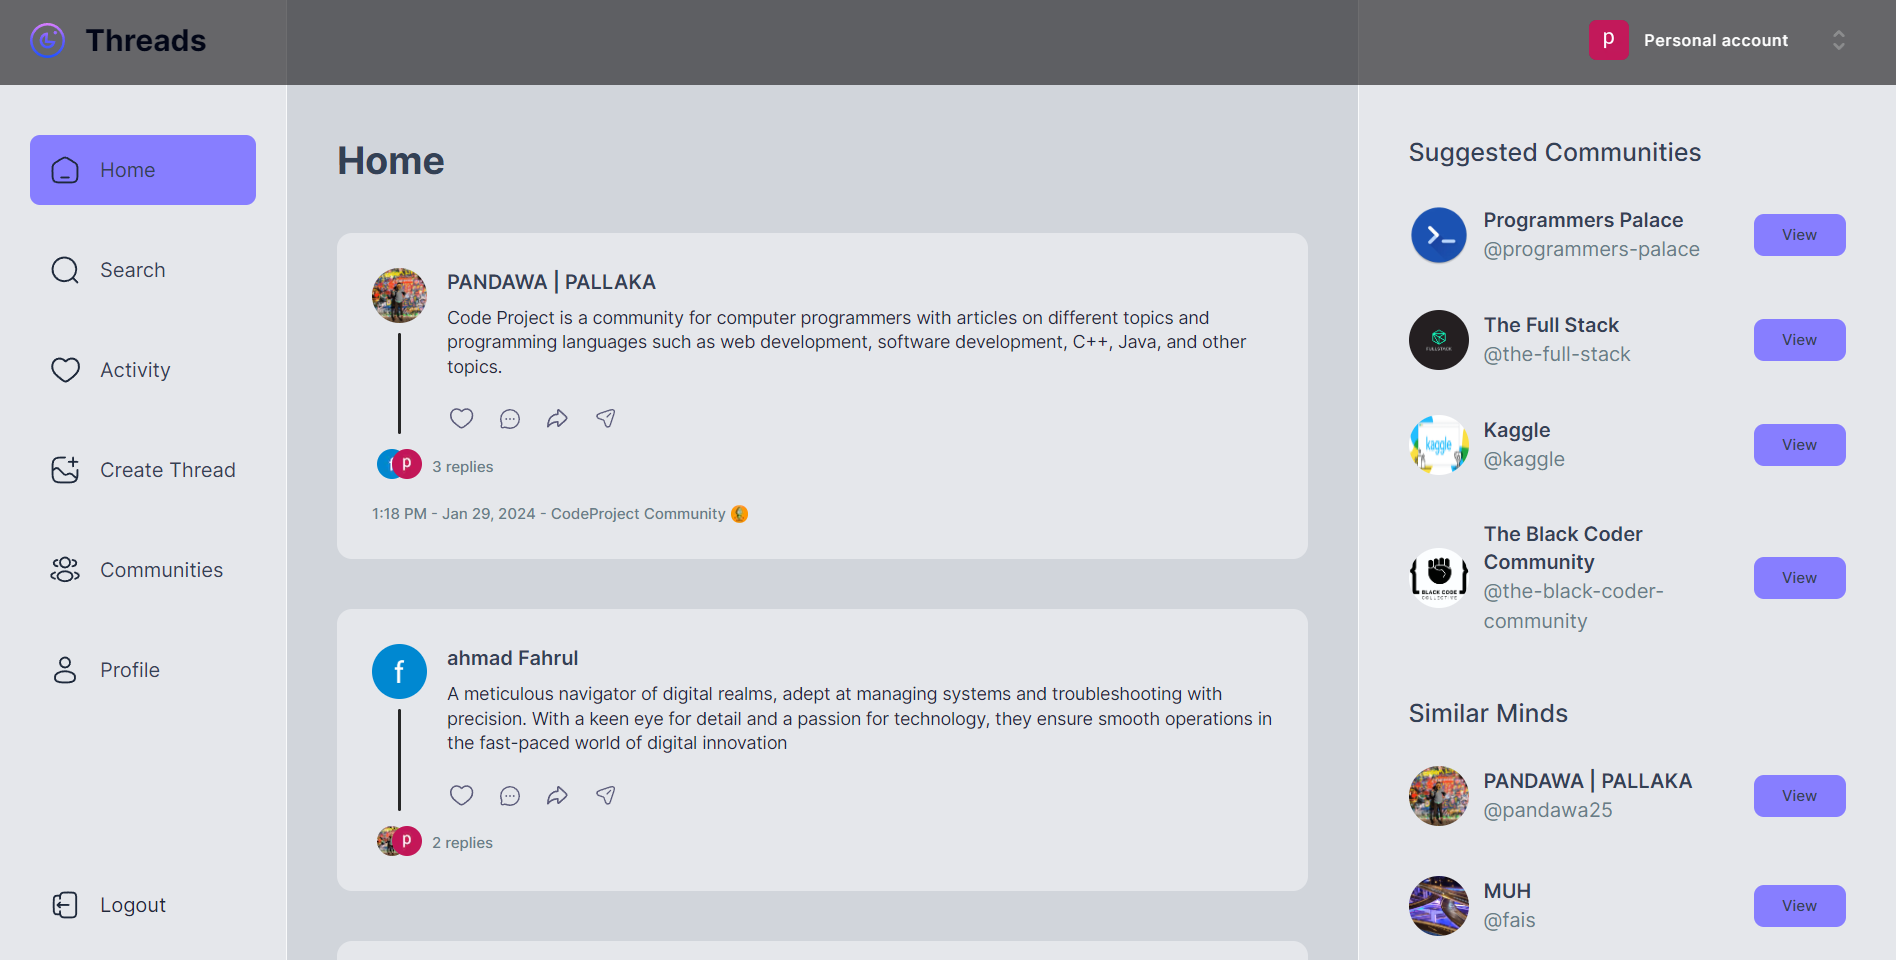 Threads
p
Personal account
Home
Search
Activity
Create Thread
Communities
Profile
Logout
Home
PANDAWA | PALLAKA
Code Project is a community for computer programmers with articles on different topics and
programming languages such as web development, software development, C++, Java, and other
topics.
f
p
3 replies
1:18 PM - Jan 29, 2024 - CodeProject Community
f
ahmad Fahrul
A meticulous navigator of digital realms, adept at managing systems and troubleshooting with
precision. With a keen eye for detail and a passion for technology, they ensure smooth operations in
the fast-paced world of digital innovation
p
2 replies
Suggested Communities
Programmers Palace
@programmers-palace
View
The Full Stack
@the-full-stack
FULLSTACK
View
kaggle
Kaggle
@kaggle
View
The Black Coder
Community
@the-black-coder-
community
BLACK CODE
COLLECTIVE
View
Similar Minds
PANDAWA | PALLAKA
@pandawa25
View
MUH
@fais
View